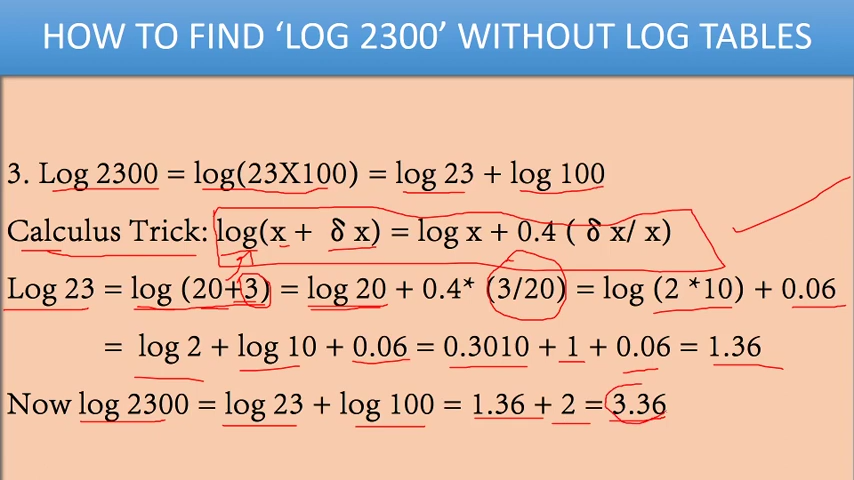 HOW TO FIND ‘LOG 2300’ WITHOUT LOG TABLES
3. Log 2300 = log(23X100) = log 23 + log 100
Calculus Trick: log(x + δ x) = log x + 0.4 ( δ x/ x)
Log 23 = log (20+3) = log 20 + 0.4* (3/20) = log (2 *10) + 0.06
= log 2 + log 10 + 0.06 = 0.3010 + 1 + 0.06 = 1.36
Now log 2300 = log 23 + log 100 = 1.36 + 2 = 3.36